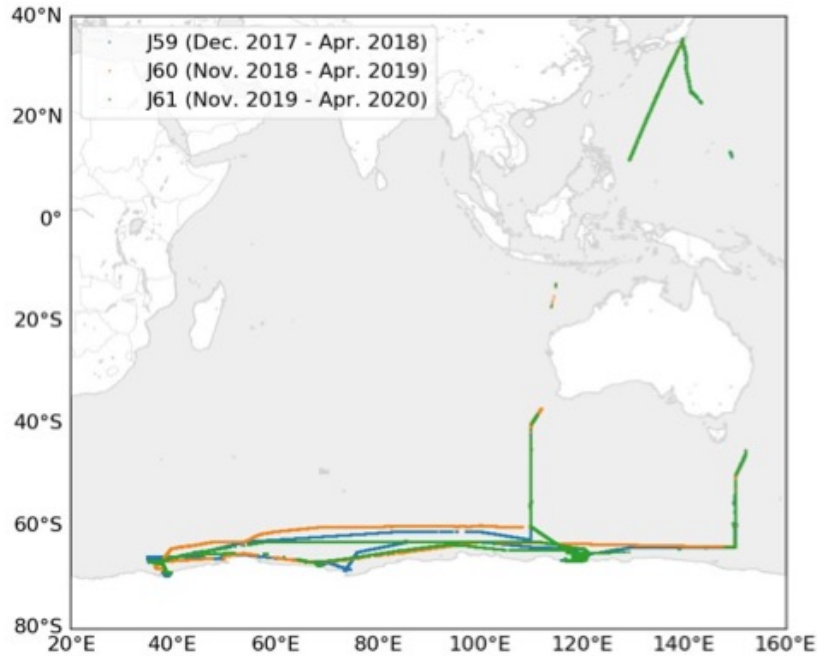 40°N
20°N
0°
20°S
40°S
60°S
80°S
J59 (Dec. 2017 - Apr. 2018)
J60 (Nov. 2018 - Apr. 2019)
J61 (Nov. 2019 - Apr. 2020)
20°E 40°E 60°E 80°E 100°E 120°E 140°E 160°E